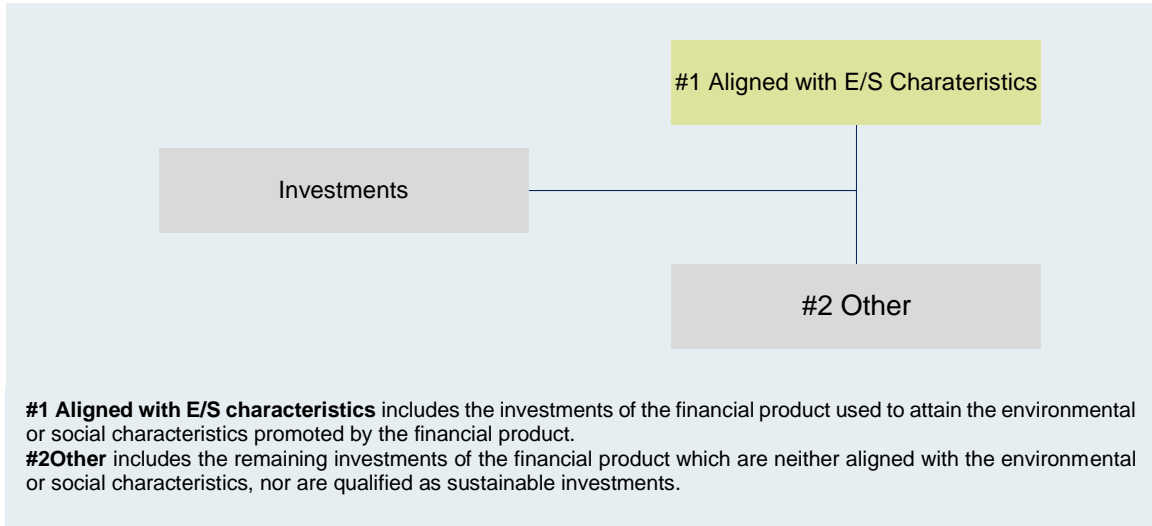 #1 Aligned with E/S Charateristics
Investments
#2 Other
#1 Aligned with E/S characteristics includes the investments of the financial product used to attain the environmental
or social characteristics promoted by the financial product.
#2Other includes the remaining investments of the financial product which are neither aligned with the environmental
or social characteristics, nor are qualified as sustainable investments.